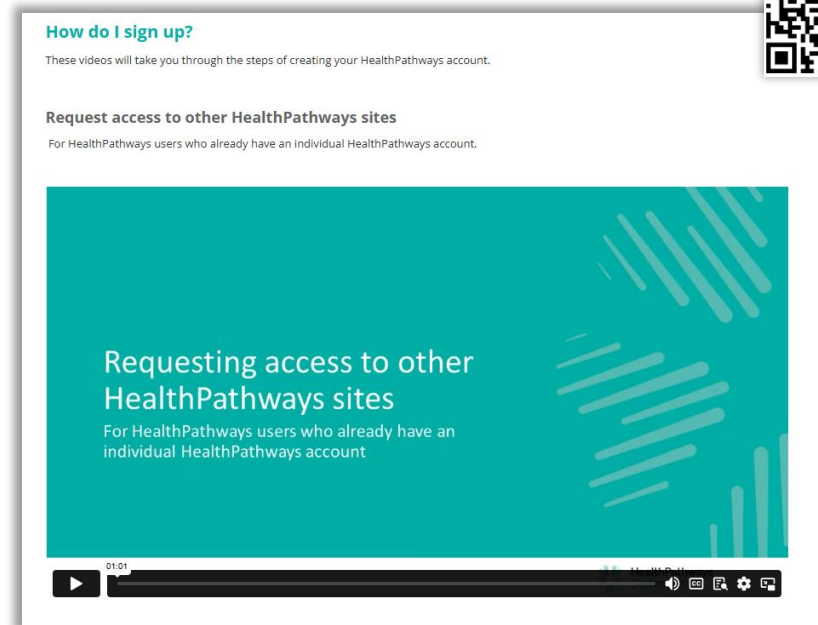 How do I sign up?
These videos will take you through the steps of creating your HealthPathways account.
Request access to other HealthPathways sites
For HealthPathways users who already have an individual HealthPathways account.
Requesting access to other
HealthPathways sites
For HealthPathways users who already have an
individual HealthPathways account
01:01
HealthPathways
CC